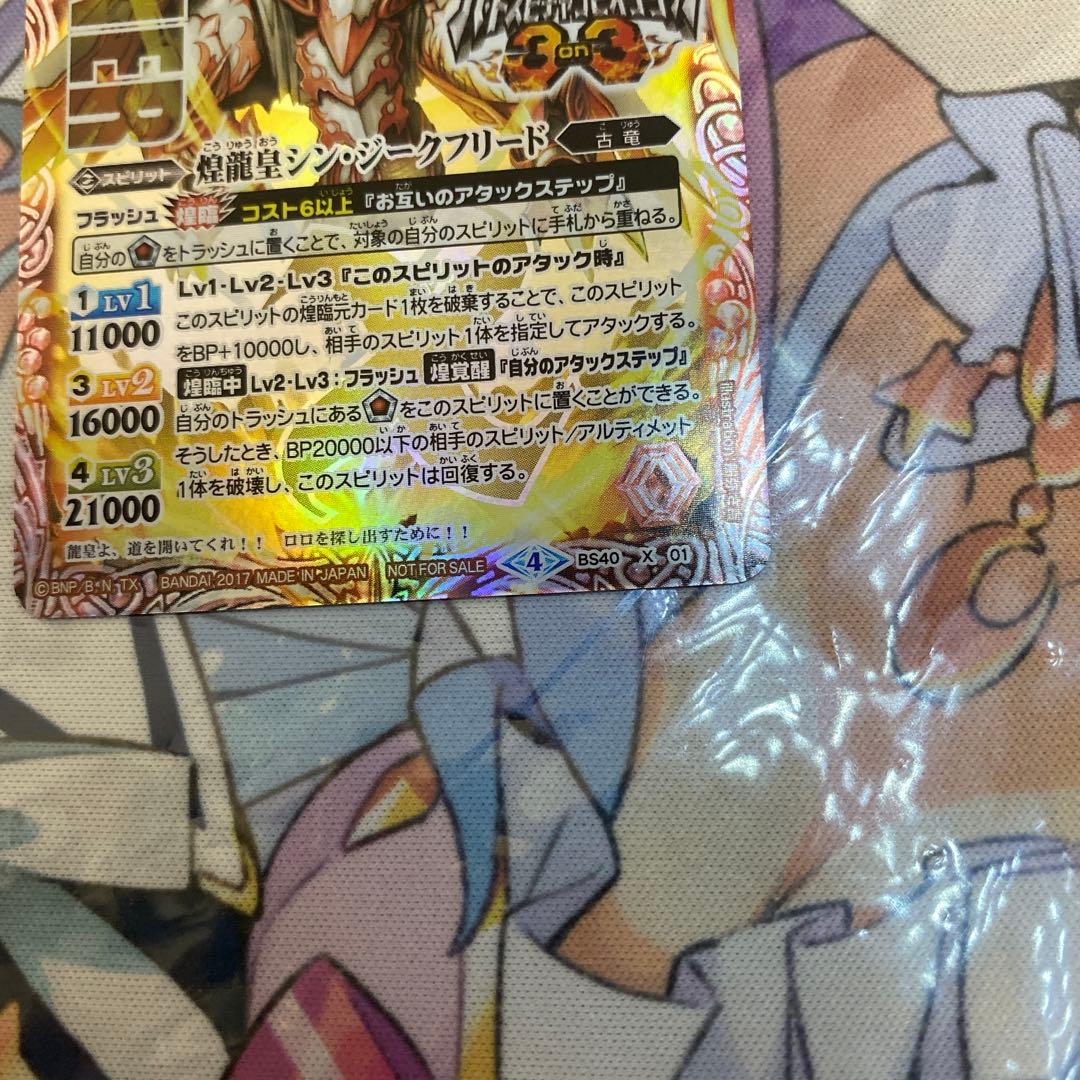 3on3
煌龍皇シン・ジークフリード
古竜
スピリット
フラッシュ 煌臨 コスト6以上『お互いのアタックステップ』
自分のをトラッシュに置くことで、対象の自分のスピリットに手札から重ねる。
1 LV1
11000
Lv1・Lv2・Lv3『このスピリットのアタック時』
このスピリットの煌臨元カード1枚を破棄することで、このスピリット
をBP+10000し、相手のスピリット1体を指定してアタックする。
3 LV2
16000
煌臨中 Lv2・Lv3：フラッシュ 煌覚醒『自分のアタックステップ』
自分のトラッシュにあるをこのスピリットに置くことができる。
そうしたとき、BP20000以下の相手のスピリット/アルティメット
1体を破壊し、このスピリットは回復する。
4 LV3
21000
龍皇よ、道を開いてくれ！！ ロロを探し出すために！！
©BNP/B・N, TX BANDAI 2017 MADE IN JAPAN NOT FOR SALE 4 BS40 X 01
Illustration